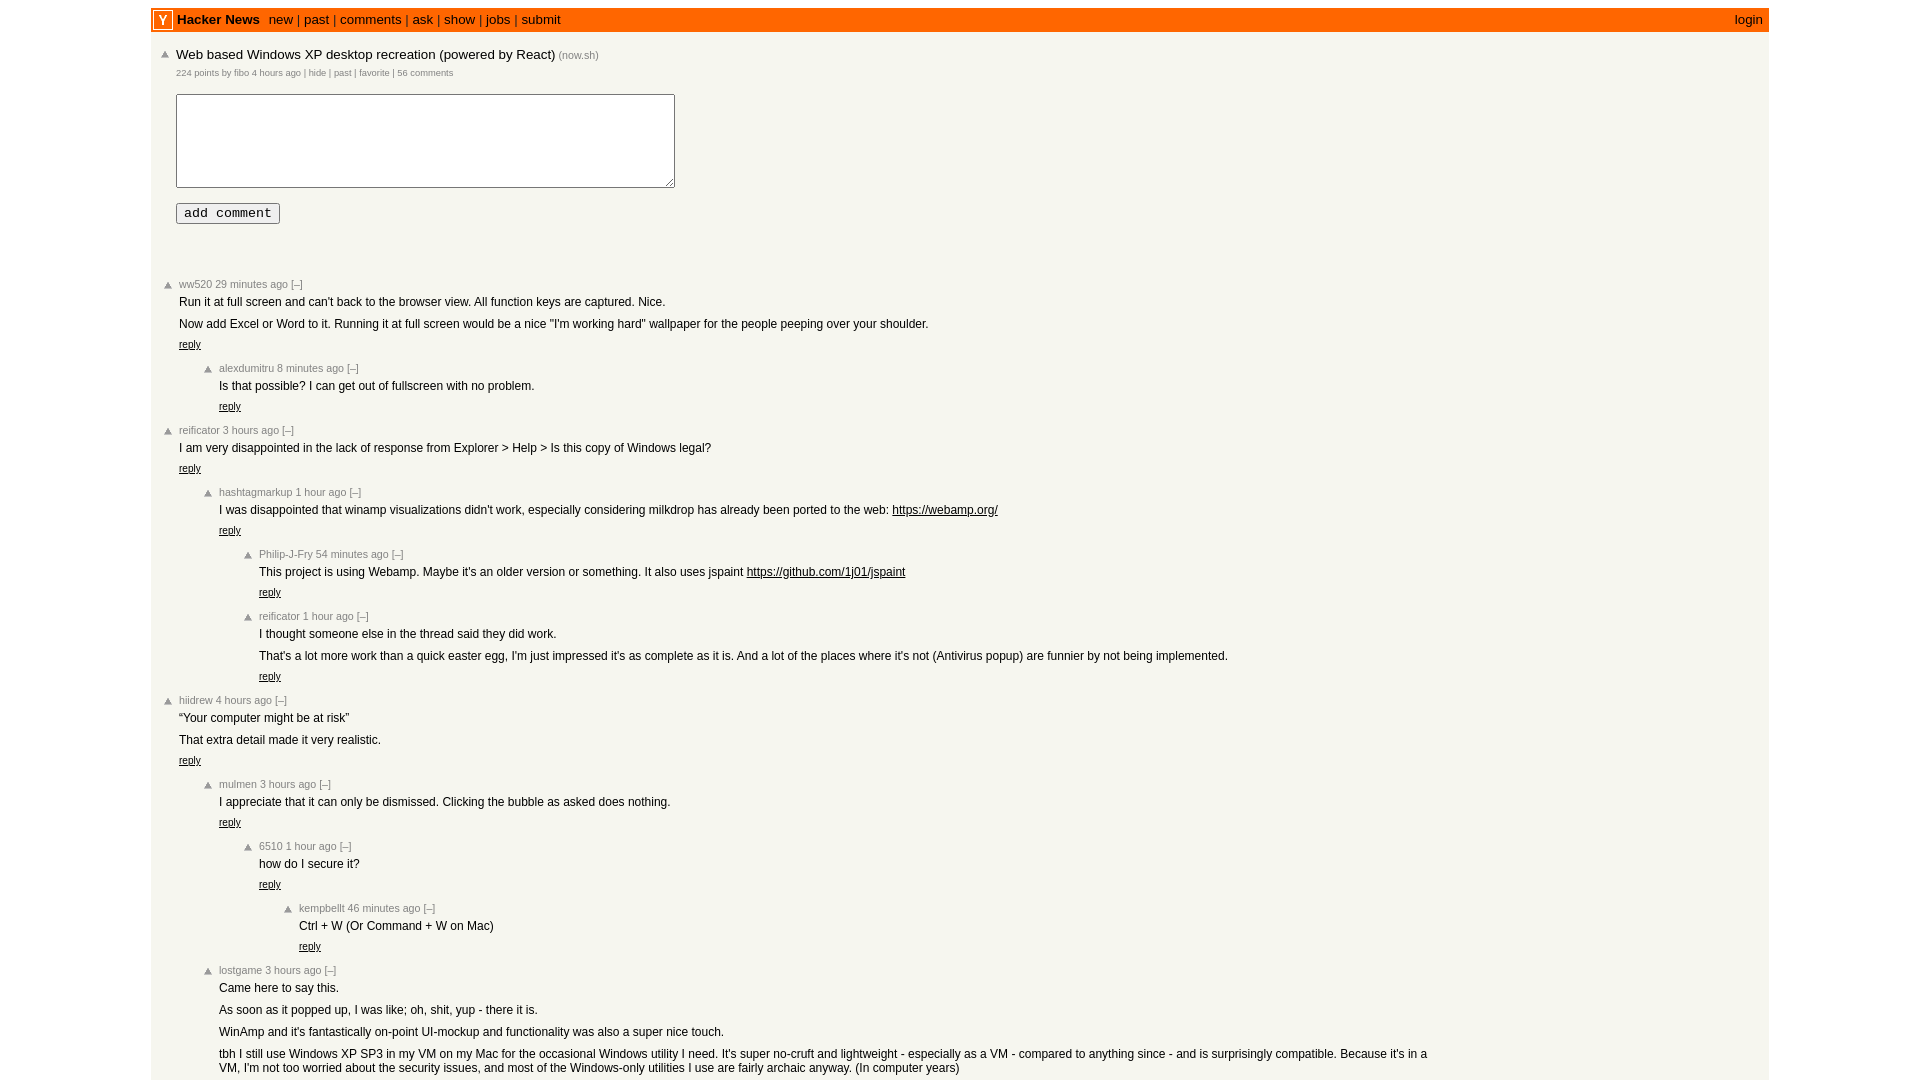 Y Hacker News new | past | comments | ask | show | jobs | submit login
Web based Windows XP desktop recreation (powered by React) (now.sh)
224 points by fibo 4 hours ago | hide | past | favorite | 56 comments
add comment
ww520 29 minutes ago [–]
Run it at full screen and can't back to the browser view. All function keys are captured. Nice.
Now add Excel or Word to it. Running it at full screen would be a nice "I'm working hard" wallpaper for the people peeping over your shoulder.
reply
alexdumitru 8 minutes ago [–]
Is that possible? I can get out of fullscreen with no problem.
reply
reificator 3 hours ago [–]
I am very disappointed in the lack of response from Explorer > Help > Is this copy of Windows legal?
reply
hashtagmarkup 1 hour ago [–]
I was disappointed that winamp visualizations didn't work, especially considering milkdrop has already been ported to the web: https://webamp.org/
reply
Philip-J-Fry 54 minutes ago [–]
This project is using Webamp. Maybe it's an older version or something. It also uses jspaint https://github.com/1j01/jspaint
reply
reificator 1 hour ago [–]
I thought someone else in the thread said they did work.
That's a lot more work than a quick easter egg, I'm just impressed it's as complete as it is. And a lot of the places where it's not (Antivirus popup) are funnier by not being implemented.
reply
hiidrew 4 hours ago [–]
“Your computer might be at risk”
That extra detail made it very realistic.
reply
mulmen 3 hours ago [–]
I appreciate that it can only be dismissed. Clicking the bubble as asked does nothing.
reply
6510 1 hour ago [–]
how do I secure it?
reply
kempbellt 46 minutes ago [–]
Ctrl + W (Or Command + W on Mac)
reply
lostgame 3 hours ago [–]
Came here to say this.
As soon as it popped up, I was like; oh, shit, yup - there it is.
WinAmp and it's fantastically on-point UI-mockup and functionality was also a super nice touch.
tbh I still use Windows XP SP3 in my VM on my Mac for the occasional Windows utility I need. It's super no-cruft and lightweight - especially as a VM - compared to anything since - and is surprisingly compatible. Because it's in a
VM, I'm not too worried about the security issues, and most of the Windows-only utilities I use are fairly archaic anyway. (In computer years)